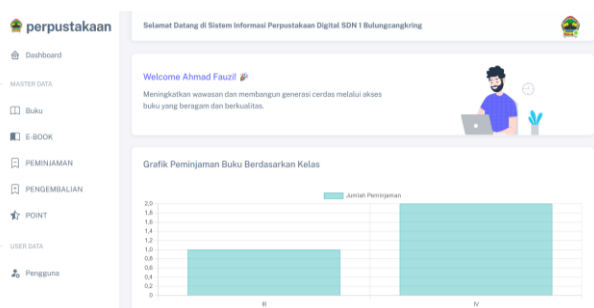 perpustakaan
Dashboard
MASTER DATA
Buku
E-BOOK
PEMINJAMAN
PENGEMBALIAN
POINT
USER DATA
Pengguna
Selamat Datang di Sistem Informasi Perpustakaan Digital SDN 1 Bulungcangkring
Welcome Ahmad Fauzi! 🎉
Meningkatkan wawasan dan membangun generasi cerdas melalui akses
buku yang beragam dan berkualitas.
Grafik Peminjaman Buku Berdasarkan Kelas
Jumlah Peminjaman
2,0
1,8
1,6
1,4
1,2
1,0
0,8
0,6
0,4
0,2
0
III
IV